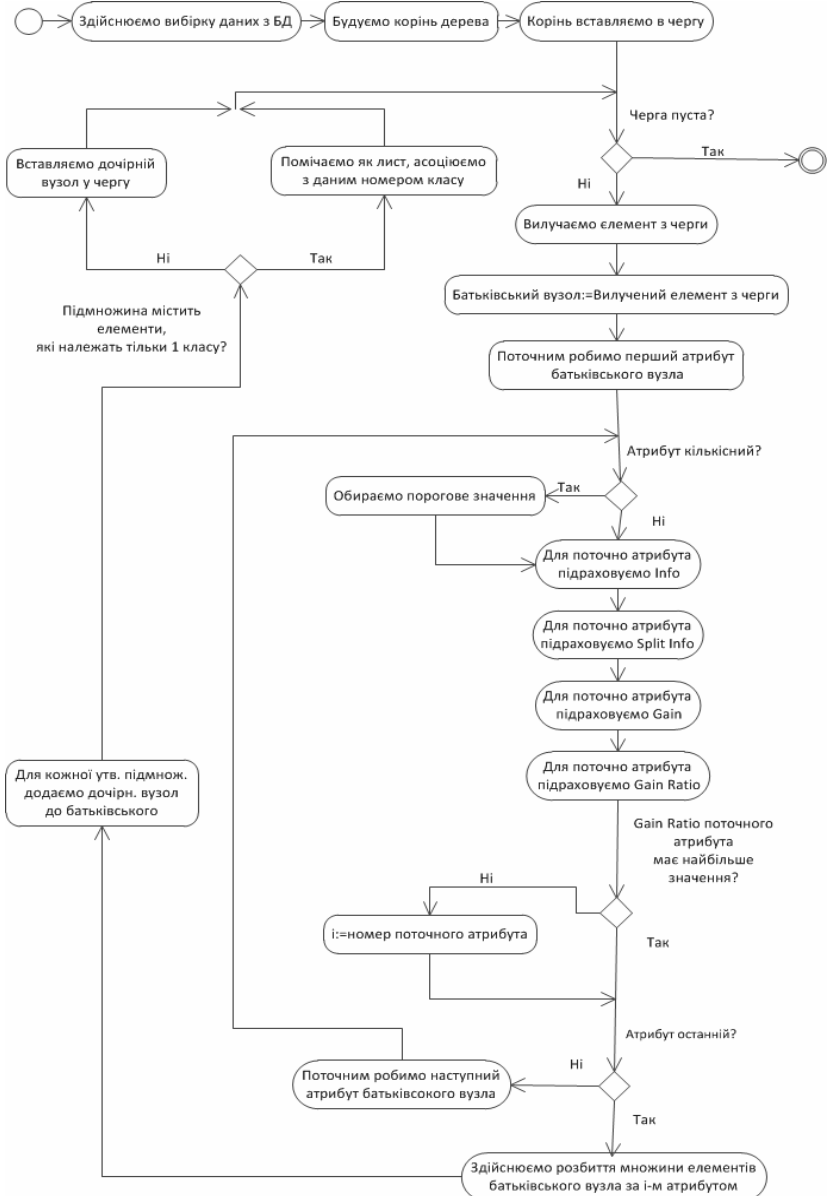 Здійснюємо вибірку даних з БД
Будуємо корінь дерева
Корінь вставляємо в чергу
Черга пуста?
Так
Ні
Вставляємо дочірній
вузол у чергу
Помічаємо як лист, асоціюємо
з даним номером класу
Вилучаємо елемент з черги
Ні
Так
Батьківський вузол:=Вилучений елемент з черги
Підмножина містить
елементи,
які належать тільки 1 класу?
Поточним робимо перший атрибут
батьківського вузла
Атрибут кількісний?
Обираємо порогове значення
Так
Ні
Для поточно атрибута
підраховуємо Info
Для поточно атрибута
підраховуємо Split Info
Для поточно атрибута
підраховуємо Gain
Для поточно атрибута
підраховуємо Gain Ratio
Для кожної утв. підмнож.
додаємо дочірн. вузол
до батьківського
Gain Ratio поточного
атрибута
має найбільше
значення?
Ні
і:=номер поточного атрибута
Так
Атрибут останній?
Ні
Поточним робимо наступний
атрибут батьківсокого вузла
Так
Здійснюємо розбиття множини елементів
батьківського вузла за і-м атрибутом